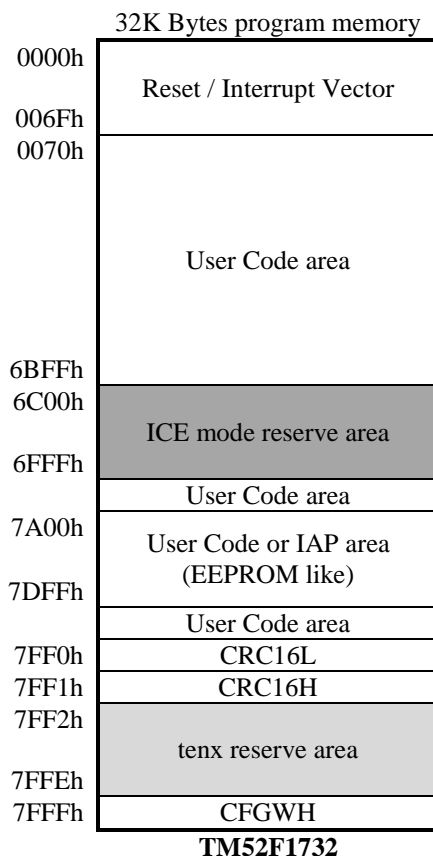 32K Bytes program memory
0000h
Reset / Interrupt Vector
006Fh
0070h
User Code area
6BFFh
6C00h
ICE mode reserve area
6FFFh
User Code area
7A00h
User Code or IAP area
(EEPROM like)
7DFFh
User Code area
7FF0h CRC16L
7FF1h CRC16H
7FF2h
tenx reserve area
7FFEh
7FFFh CFGWH
TM52F1732